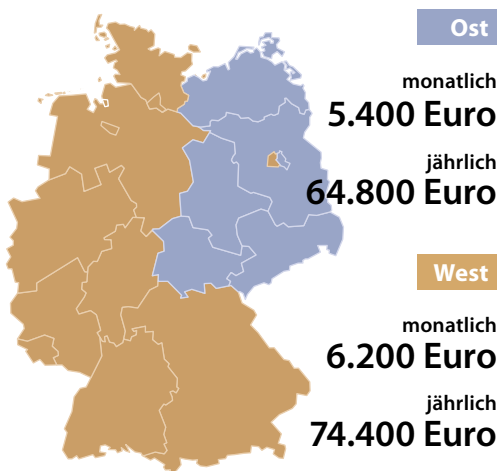 Ost
monatlich
5.400 Euro
jährlich
64.800 Euro
West
monatlich
6.200 Euro
jährlich
74.400 Euro